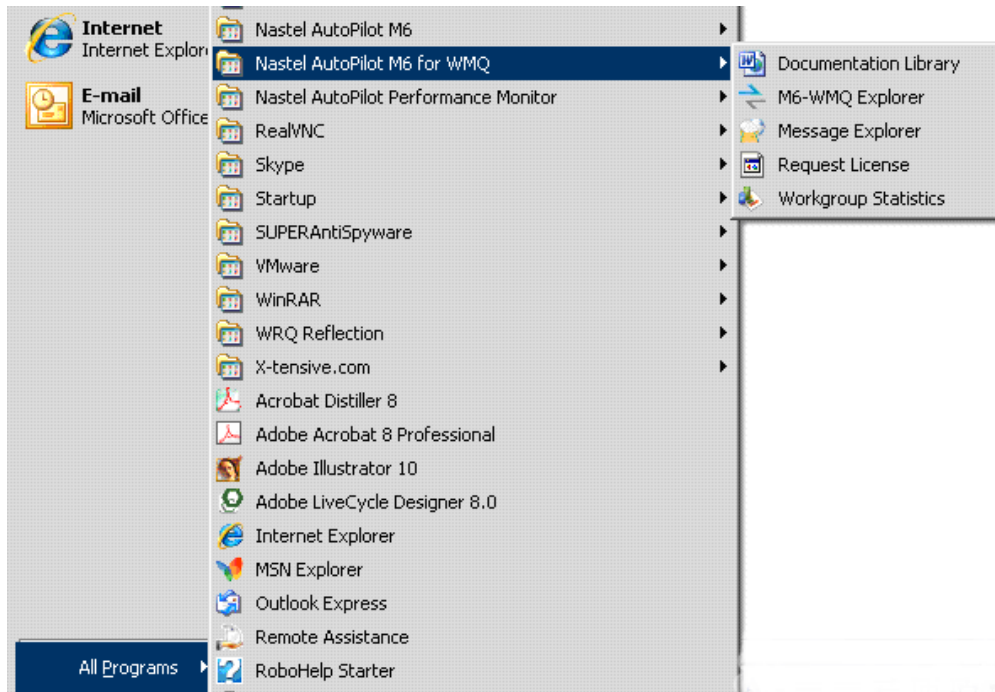 Internet
Internet Explor
E-mail
Microsoft Office
All Programs
Nastel AutoPilot M6
Nastel AutoPilot M6 for WMQ
Nastel AutoPilot Performance Monitor
RealVNC
Skype
Startup
SUPERAntiSpyware
VMware
WinRAR
WRQ Reflection
X-tensive.com
Acrobat Distiller 8
Adobe Acrobat 8 Professional
Adobe Illustrator 10
Adobe LiveCycle Designer 8.0
Internet Explorer
MSN Explorer
Outlook Express
Remote Assistance
RoboHelp Starter
Documentation Library
M6-WMQ Explorer
Message Explorer
Request License
Workgroup Statistics